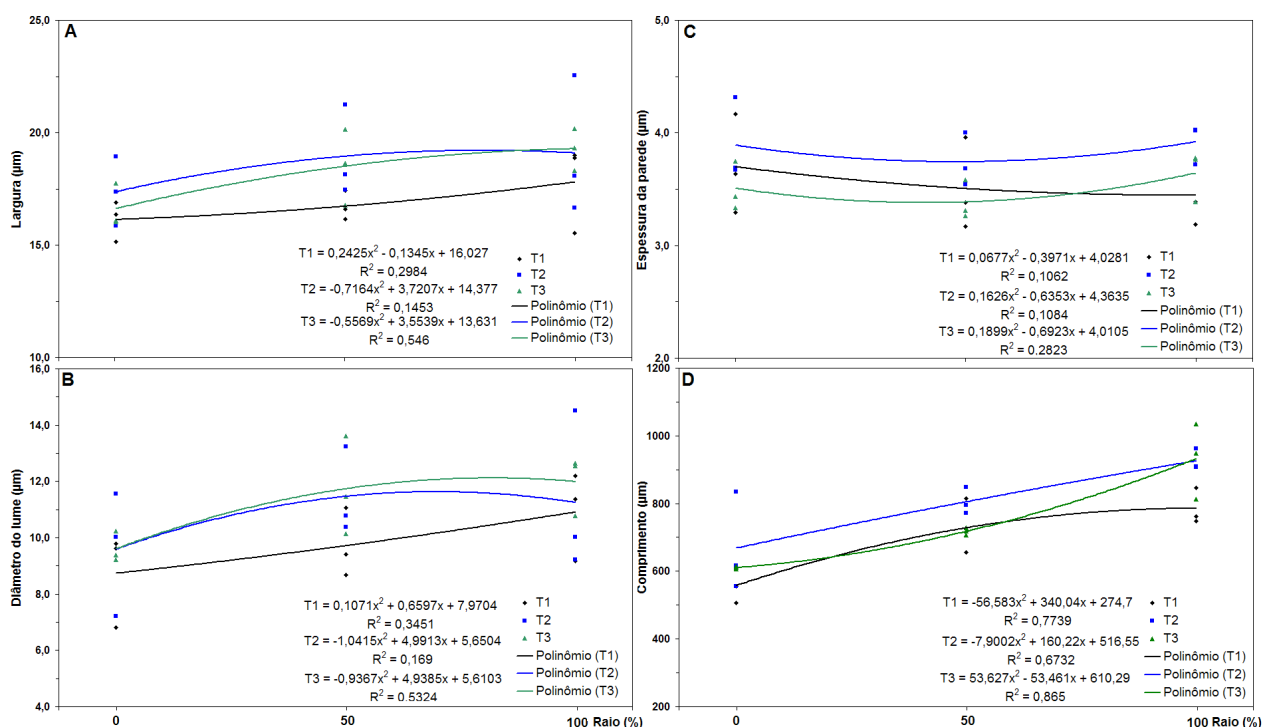 A
25,0
20,0
15,0
10,0
Largura (µm)
T1 = 0,2425x² - 0,1345x + 16,027
R² = 0,2984
T2 = -0,7164x² + 3,7207x + 14,377
R² = 0,1453
T3 = -0,5569x² + 3,5539x + 13,631
R² = 0,546
T1
T2
T3
Polinômio (T1)
Polinômio (T2)
Polinômio (T3)
C
5,0
4,0
3,0
2,0
Espessura da parede (µm)
T1 = 0,0677x² - 0,3971x + 4,0281
R² = 0,1062
T2 = 0,1626x² - 0,6353x + 4,3635
R² = 0,1084
T3 = 0,1899x² - 0,6923x + 4,0105
R² = 0.2823
T1
T2
T3
Polinômio (T1)
Polinômio (T2)
Polinômio (T3)
B
16,0
14,0
12,0
10,0
8,0
6,0
4,0
Diâmetro do lume (µm)
T1 = 0,1071x² + 0,6597x + 7,9704
R² = 0,3451
T2 = -1,0415x² + 4,9913x + 5,6504
R² = 0,169
T3 = -0,9367x² + 4,9385x + 5,6103
R² = 0.5324
T1
T2
T3
Polinômio (T1)
Polinômio (T2)
Polinômio (T3)
0
50
100 Raio (%)
D
1200
1000
800
600
400
200
Comprimento (µm)
T1 = -56,583x² + 340,04x + 274,7
R² = 0,7739
T2 = -7,9002x² + 160,22x + 516,55
R² = 0,6732
T3 = 53,627x² - 53,461x + 610,29
R² = 0,865
T1
T2
T3
Polinômio (T1)
Polinômio (T2)
Polinômio (T3)
0
50
100 Raio (%)